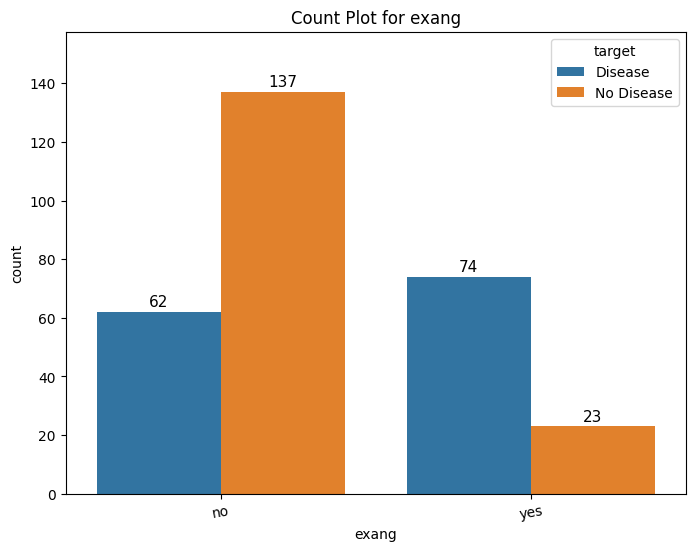 Count Plot for exang
target
Disease
No Disease
count
140
120
100
80
60
40
20
0
62
137
74
23
no
yes
exang